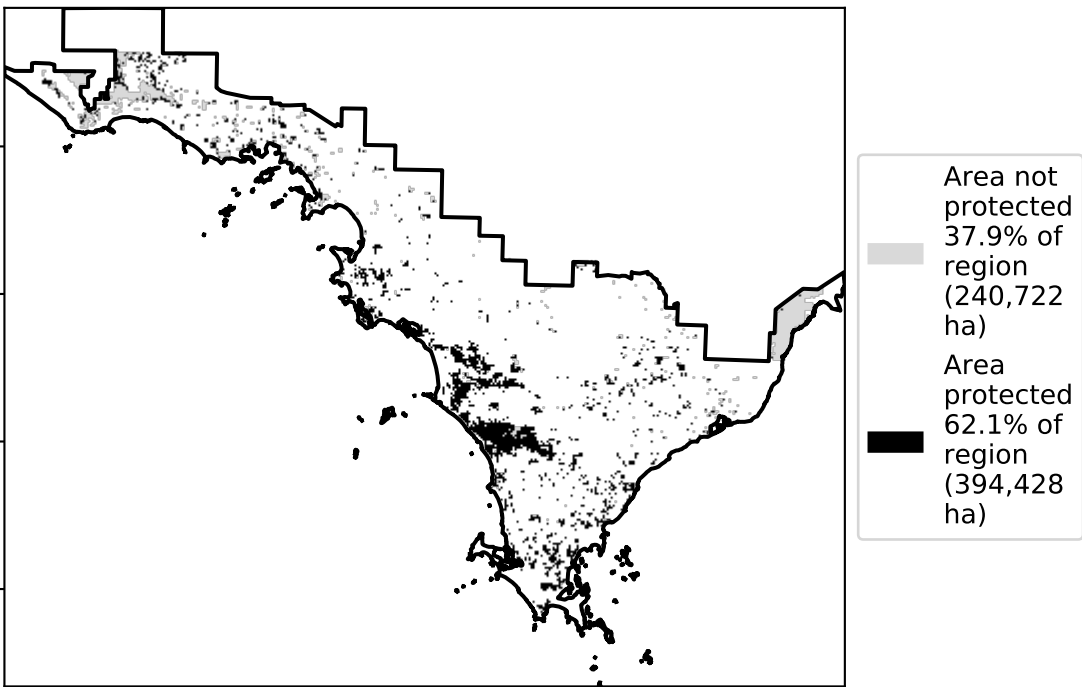 Area not
protected
37.9% of
region
(240,722
ha)
Area
protected
62.1% of
region
(394,428
ha)